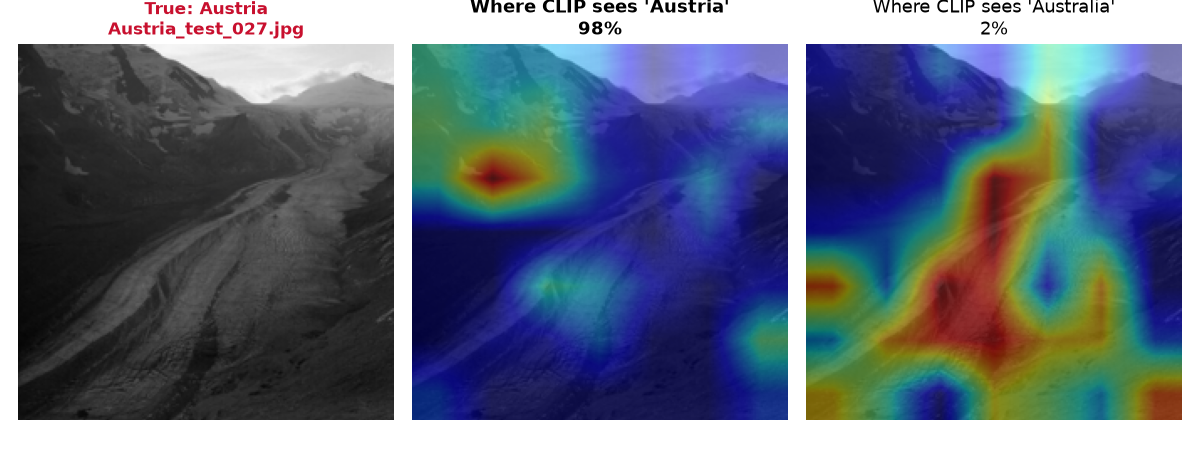 True: Austria
Austria_test_027.jpg
Where CLIP sees 'Austria'
98%
Where CLIP sees 'Australia'
2%